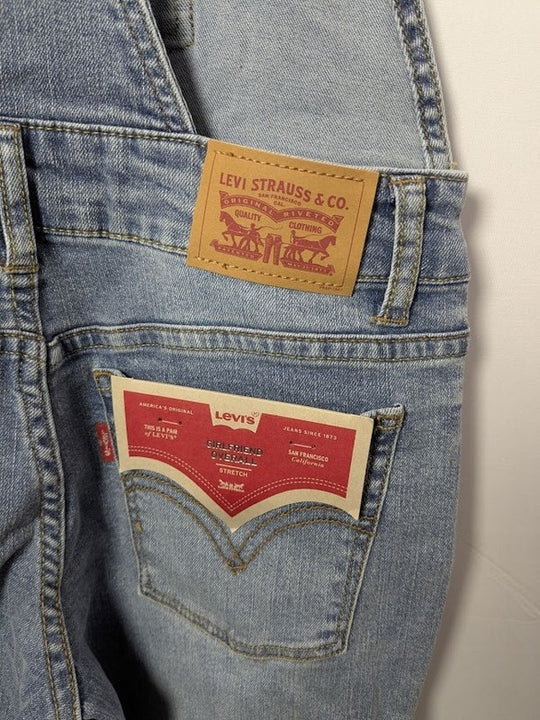 LEVI STRAUSS & CO.
SAN FRANCISCO
CAL.
ORIGINAL RIVETED
QUALITY CLOTHING
AMERICA'S ORIGINAL
Levi's
JEANS SINCE 1873
THIS IS A PAIR
of LEVI'S
SAN FRANCISCO
California
GIRLFRIEND
OVERALL
STRETCH
Levi's